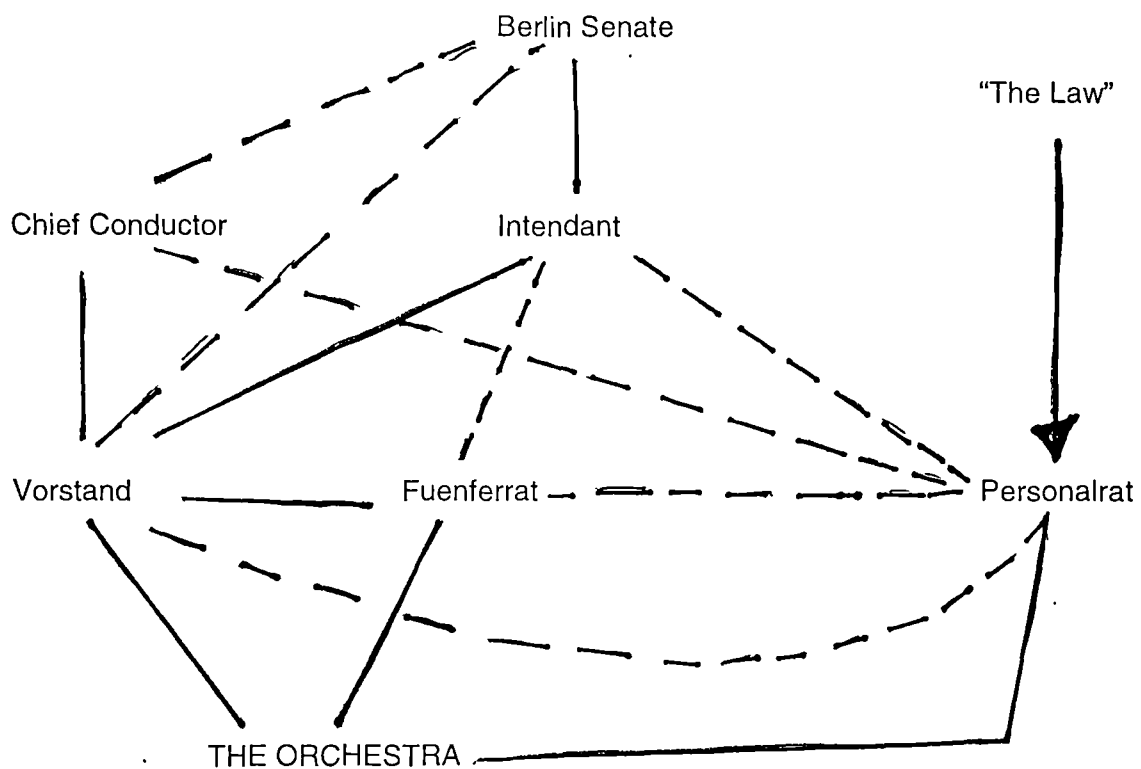 Berlin Senate
“The Law”
Chief Conductor
Intendant
Vorstand
Fuenferrat
Personalrat
THE ORCHESTRA